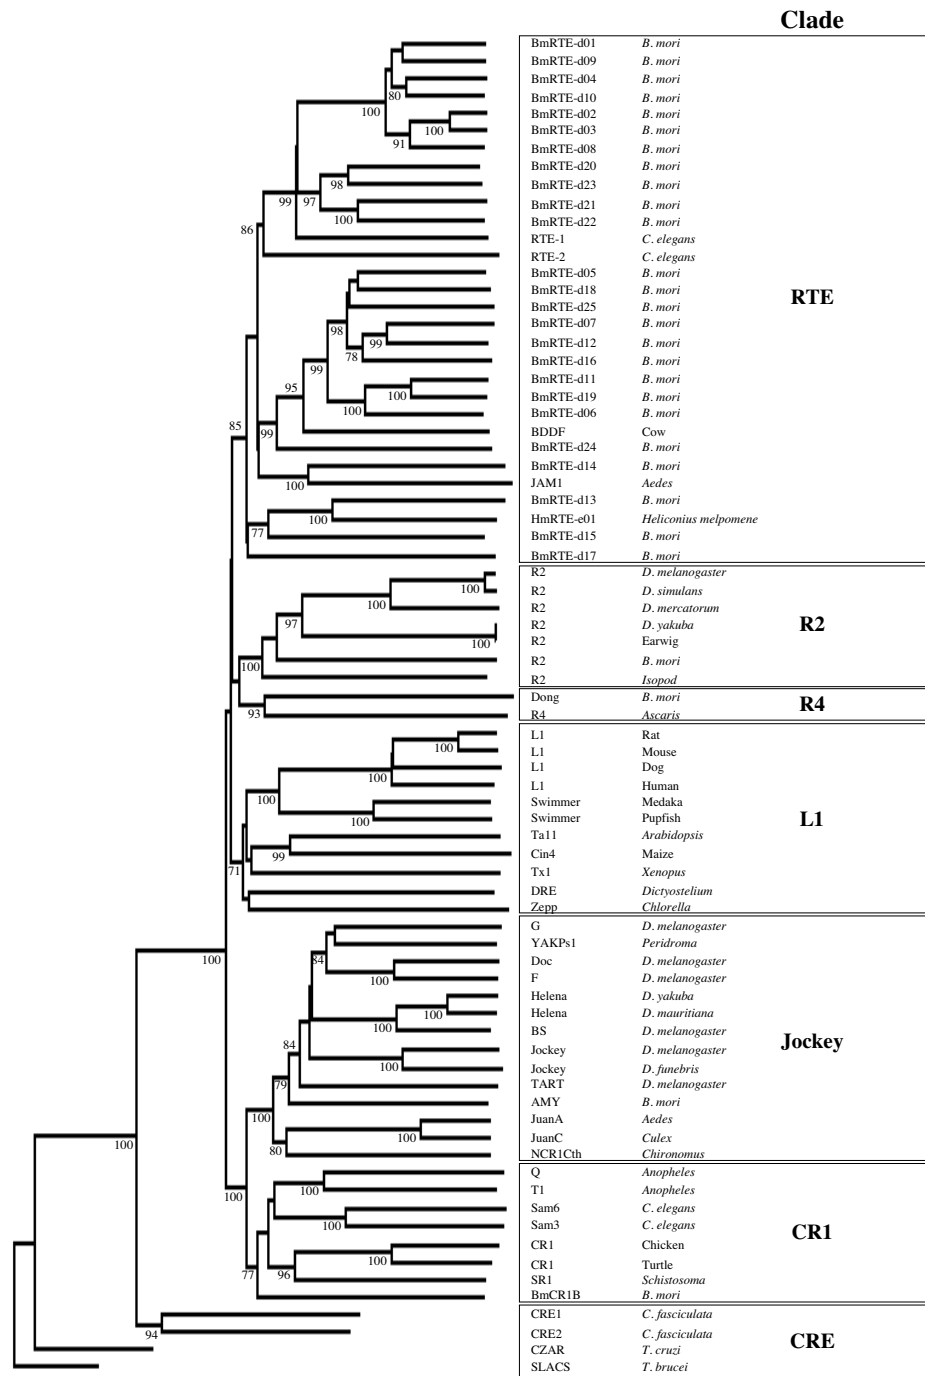 Clade
BmRTE-d01 B. mori
BmRTE-d09 B. mori
BmRTE-d04 B. mori
80
BmRTE-d10 B. mori
100
BmRTE-d02 B. mori
100
BmRTE-d03 B. mori
91
BmRTE-d08 B. mori
BmRTE-d20 B. mori
98
BmRTE-d23 B. mori
99 97
BmRTE-d21 B. mori
100
BmRTE-d22 B. mori
86
RTE-1 C. elegans
RTE-2 C. elegans
BmRTE-d05 B. mori
BmRTE-d18 B. mori
RTE
BmRTE-d25 B. mori
98
BmRTE-d07 B. mori
99
BmRTE-d12 B. mori
78
BmRTE-d16 B. mori
99
BmRTE-d11 B. mori
95
100
BmRTE-d19 B. mori
100
BmRTE-d06 B. mori
85
99
BDDF Cow
BmRTE-d24 B. mori
BmRTE-d14 B. mori
100
JAM1 Aedes
BmRTE-d13 B. mori
100
HmRTE-e01 Heliconius melpomene
77
BmRTE-d15 B. mori
BmRTE-d17 B. mori
R2 D. melanogaster
100
R2 D. simulans
100
R2 D. mercatorum
97
R2 D. yakuba
R2
100
R2 Earwig
100
R2 B. mori
R2 Isopod
Dong B. mori
R4
93
R4 Ascaris
L1 Rat
100
L1 Mouse
L1 Dog
100
L1 Human
100
Swimmer Medaka
100
Swimmer Pupfish
L1
Ta11 Arabidopsis
99
Cin4 Maize
71
Tx1 Xenopus
DRE Dictyostelium
Zepp Chlorella
G D. melanogaster
YAKPs1 Peridroma
100
84
Doc D. melanogaster
100
F D. melanogaster
Helena D. yakuba
100
Helena D. mauritiana
100
BS D. melanogaster
Jockey
84
Jockey D. melanogaster
100
Jockey D. funebris
79
TART D. melanogaster
AMY B. mori
100
JuanA Aedes
100
JuanC Culex
100
80
NCR1Cth Chironomus
Q Anopheles
100
T1 Anopheles
100
Sam6 C. elegans
100
Sam3 C. elegans
CR1
CR1 Chicken
100
CR1 Turtle
77 96
SR1 Schistosoma
BmCR1B B. mori
CRE1 C. fasciculata
94
CRE2 C. fasciculata
CRE
CZAR T. cruzi
SLACS T. brucei